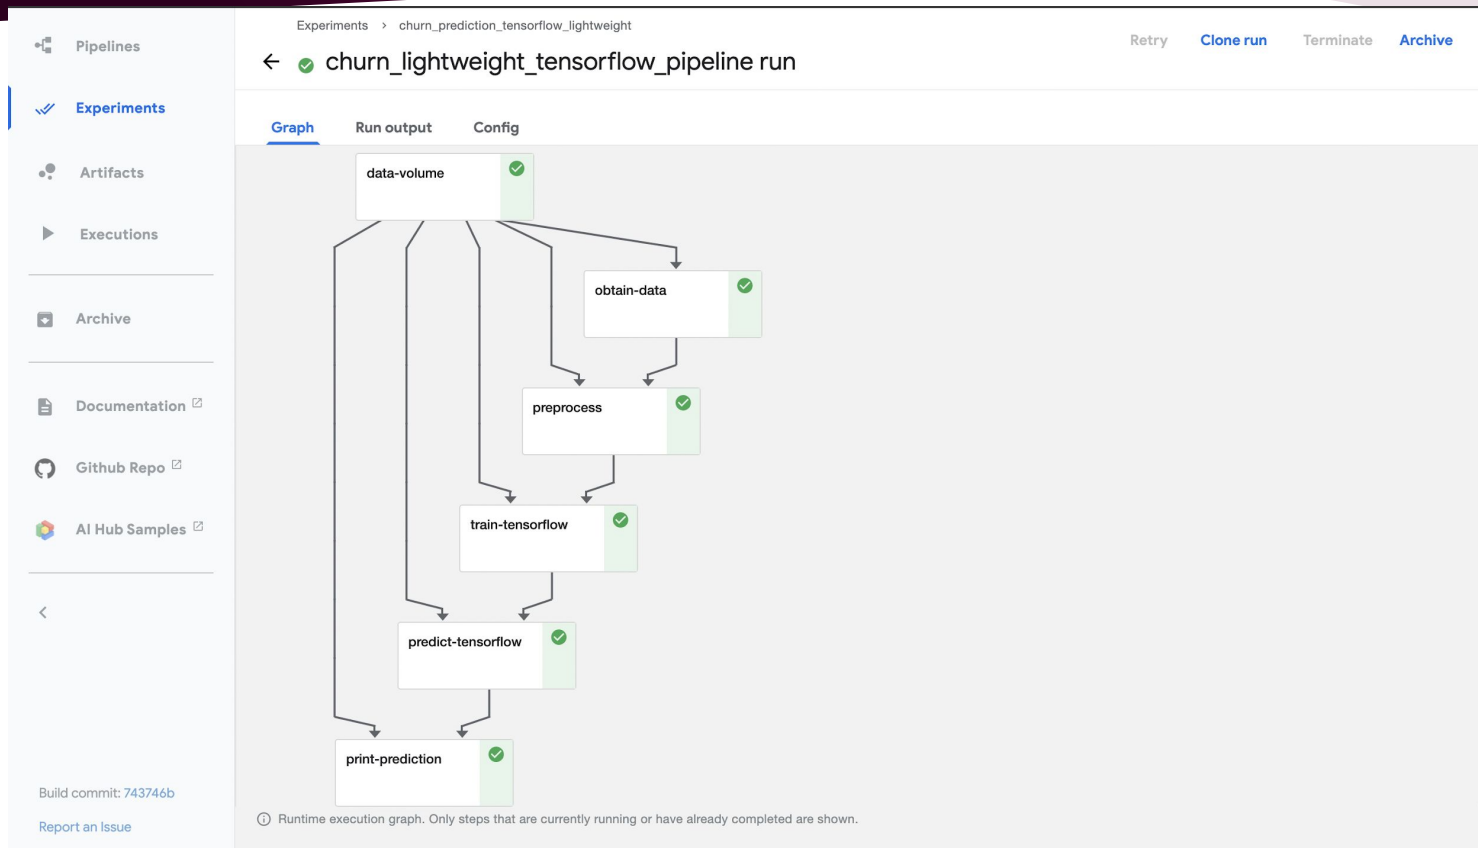 Pipelines
Experiments
Artifacts
Executions
Archive
Documentation
Github Repo
AI Hub Samples
Build commit: 743746b
Report an Issue
Experiments > churn_prediction_tensorflow_lightweight
churn_lightweight_tensorflow_pipeline run
Retry Clone run Terminate Archive
Graph Run output Config
data-volume
obtain-data
preprocess
train-tensorflow
predict-tensorflow
print-prediction
Runtime execution graph. Only steps that are currently running or have already completed are shown.